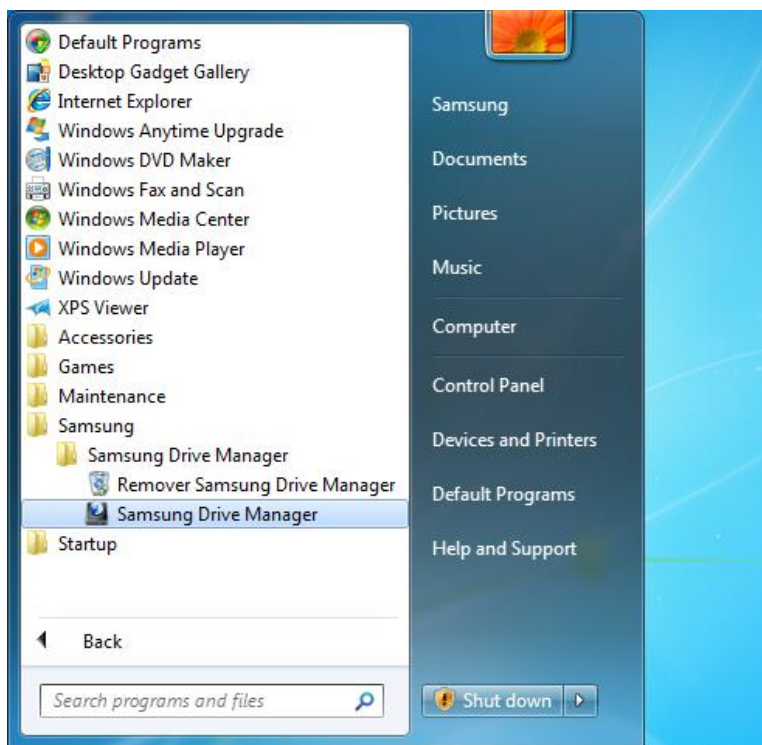 Default Programs
Desktop Gadget Gallery
Internet Explorer
Windows Anytime Upgrade
Windows DVD Maker
Windows Fax and Scan
Windows Media Center
Windows Media Player
Windows Update
XPS Viewer
Accessories
Games
Maintenance
Samsung
Samsung Drive Manager
Remover Samsung Drive Manager
Samsung Drive Manager
Startup
Back
Search programs and files
Samsung
Documents
Pictures
Music
Computer
Control Panel
Devices and Printers
Default Programs
Help and Support
Shut down